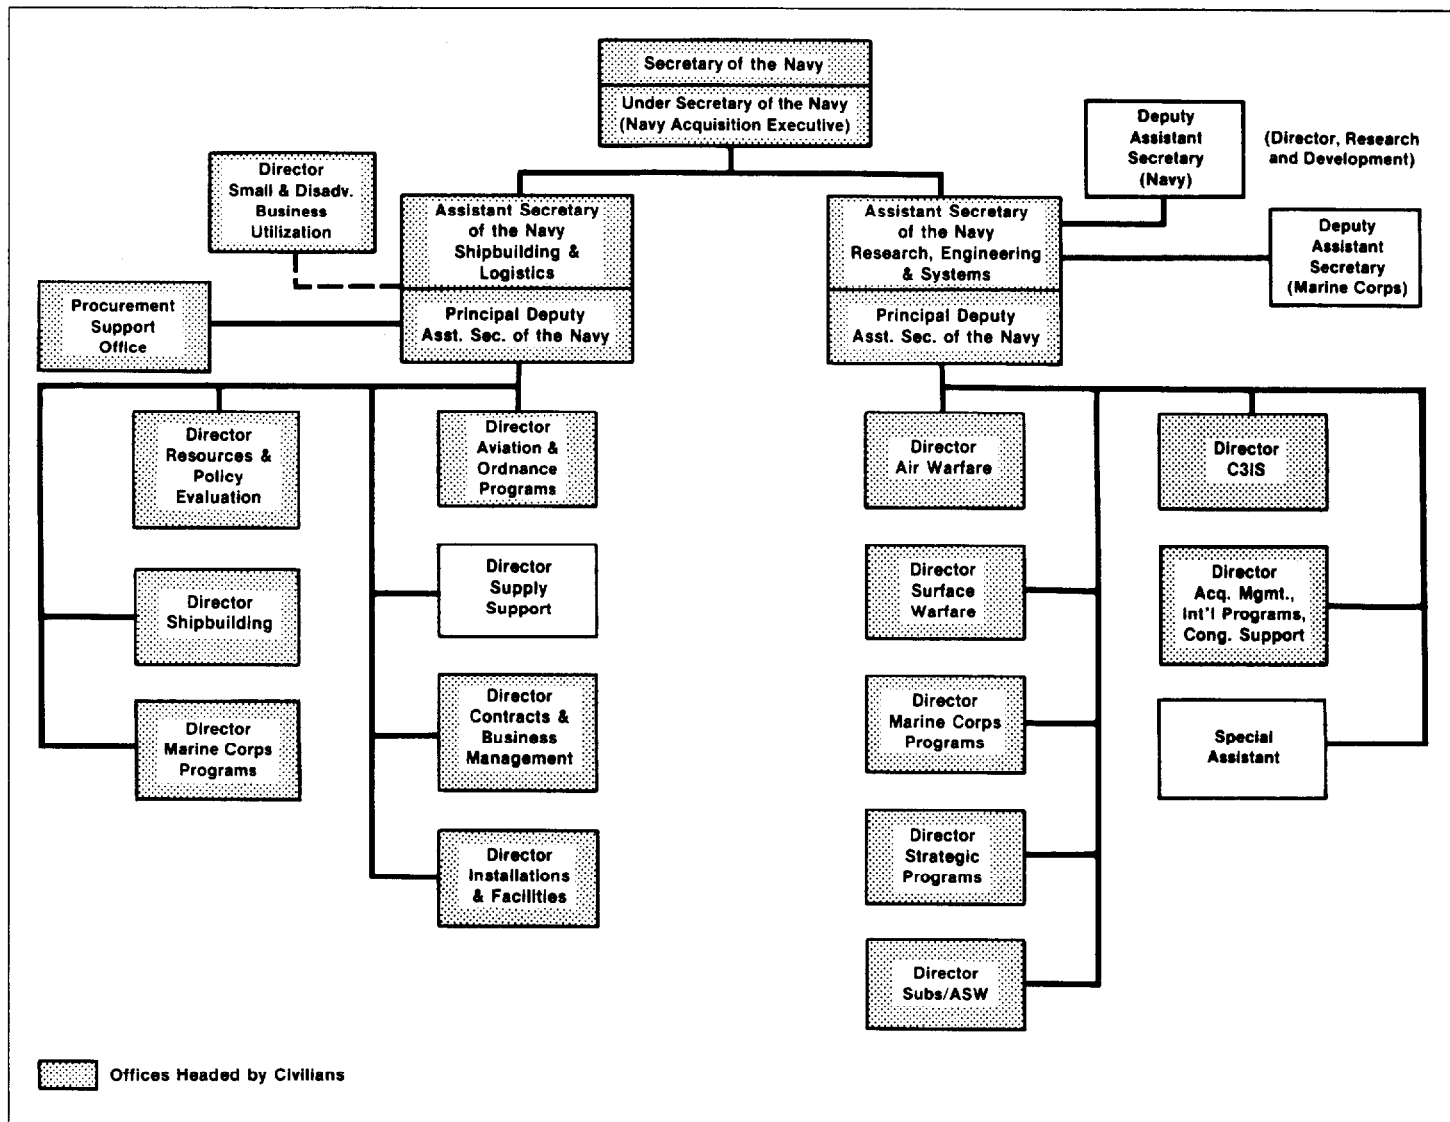 Secretary of the Navy
Under Secretary of the Navy
(Navy Acquisition Executive)
Deputy
Assistant
Secretary
(Navy)
(Director, Research
and Development)
Director
Small & Disadv.
Business
Utilization
Assistant Secretary
of the Navy
Shipbuilding &
Logistics
Principal Deputy
Asst. Sec. of the Navy
Assistant Secretary
of the Navy
Research, Engineering
& Systems
Principal Deputy
Asst. Sec. of the Navy
Deputy
Assistant
Secretary
(Marine Corps)
Procurement
Support
Office
Director
Resources &
Policy
Evaluation
Director
Aviation &
Ordnance
Programs
Director
Air Warfare
Director
C3IS
Director
Shipbuilding
Director
Supply
Support
Director
Surface
Warfare
Director
Acq. Mgmt.,
Int'l Programs,
Cong. Support
Director
Marine Corps
Programs
Director
Contracts &
Business
Management
Director
Marine Corps
Programs
Special
Assistant
Director
Installations
& Facilities
Director
Strategic
Programs
Director
Subs/ASW
Offices Headed by Civilians